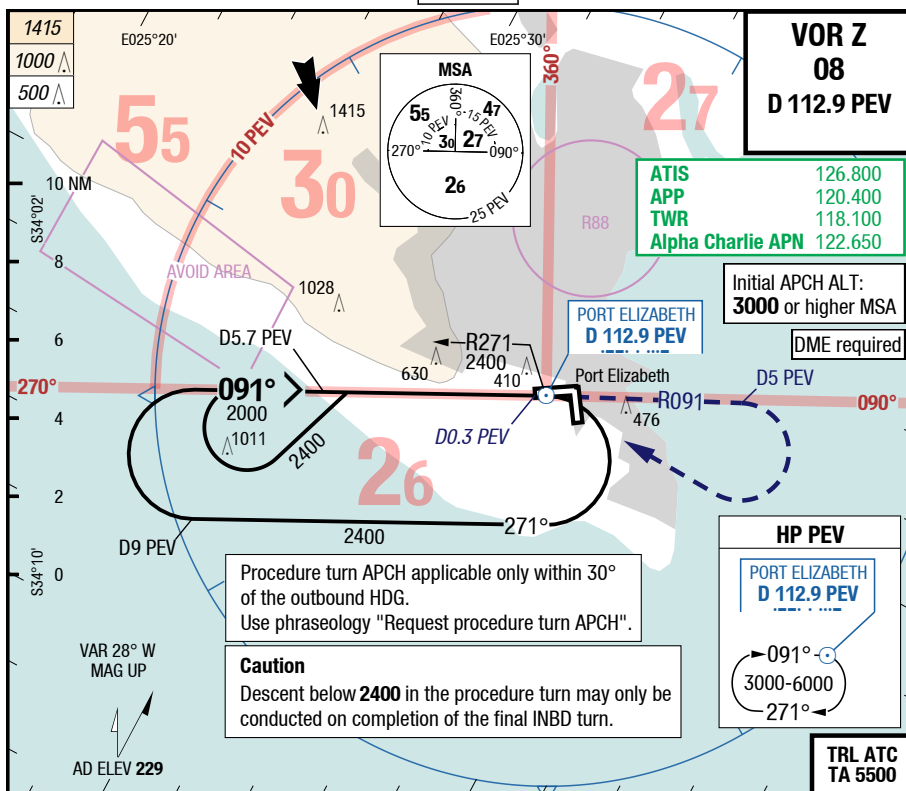 1415
1000
500
E025°20'
E025°30'
VOR Z
08
D 112.9 PEV
55
30
27
26
10 PEV
360°
1415
MSA
360°
55
47
10 PEV
15 PEV
30
27
270°
090°
26
25 PEV
ATIS 126.800
APP 120.400
TWR 118.100
Alpha Charlie APN 122.650
R88
10 NM
S34°02'
8
AVOID AREA
1028
Initial APCH ALT:
3000 or higher MSA
6
D5.7 PEV
PORT ELIZABETH
D 112.9 PEV
DME required
R271
2400
630
410
Port Elizabeth
D5 PEV
270°
091°
2000
R091
090°
4
1011
2400
D0.3 PEV
476
2
D9 PEV
2400
271°
S34°10'
0
HP PEV
PORT ELIZABETH
D 112.9 PEV
091°
3000-6000
271°
Procedure turn APCH applicable only within 30°
of the outbound HDG.
Use phraseology "Request procedure turn APCH".
Caution
Descent below 2400 in the procedure turn may only be
conducted on completion of the final INBD turn.
VAR 28° W
MAG UP
AD ELEV 229
TRL ATC
TA 5500